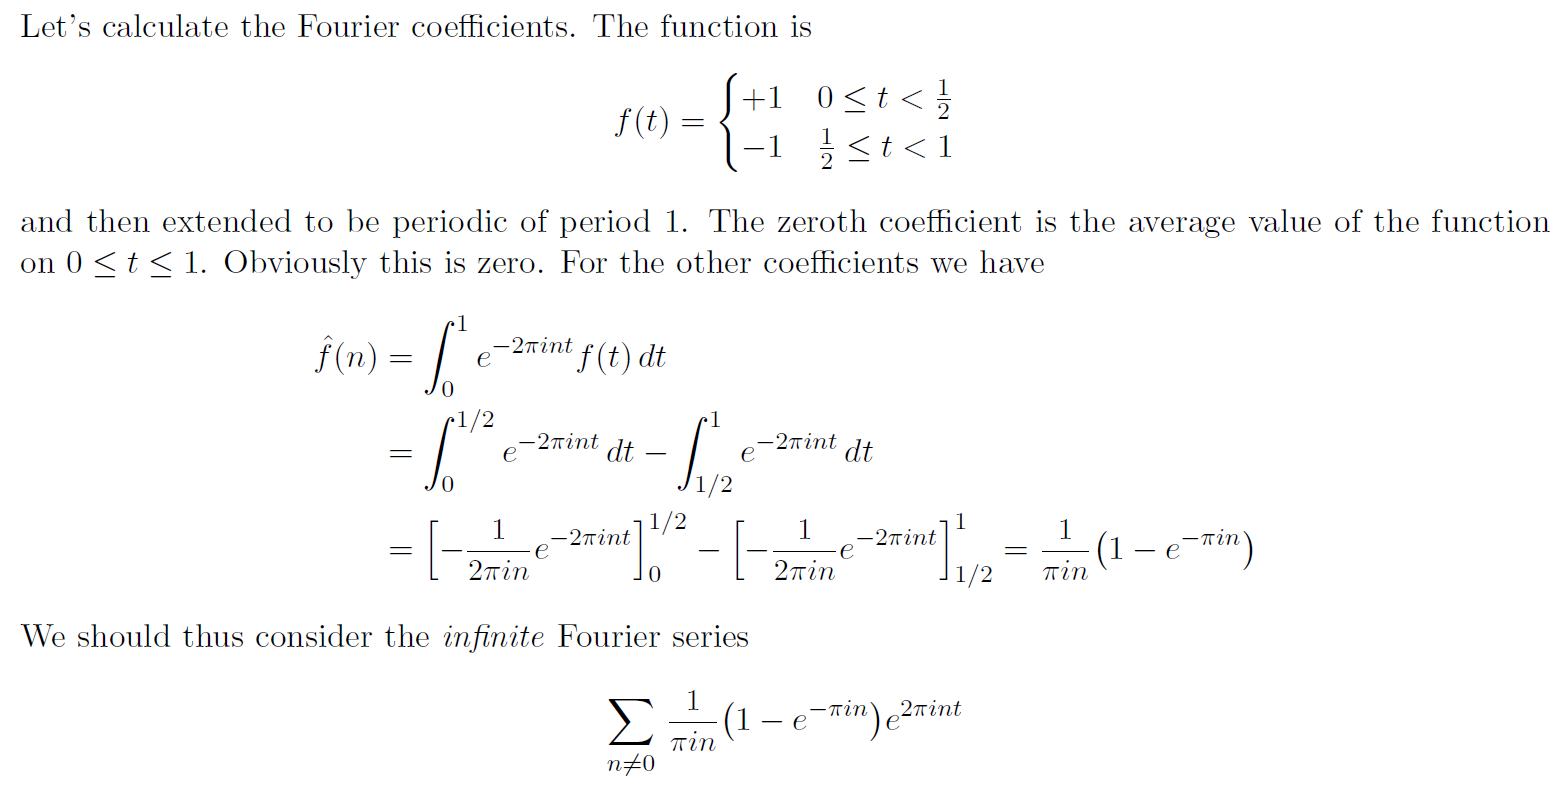 Let's calculate the Fourier coefficients. The function is
f(t) = { +1 0 ≤ t < 1/2
−1 1/2 ≤ t < 1
and then extended to be periodic of period 1. The zeroth coefficient is the average value of the function
on 0 ≤ t ≤ 1. Obviously this is zero. For the other coefficients we have
f̂(n) = ∫_0^1 e^{−2πint} f(t) dt
= ∫_0^{1/2} e^{−2πint} dt − ∫_{1/2}^1 e^{−2πint} dt
= [−\frac{1}{2πin} e^{−2πint}]_0^{1/2} − [−\frac{1}{2πin} e^{−2πint}]_{1/2}^1 = \frac{1}{πin} (1 − e^{−πin})
We should thus consider the infinite Fourier series
∑_{n≠0} \frac{1}{πin} (1 − e^{−πin}) e^{2πint}